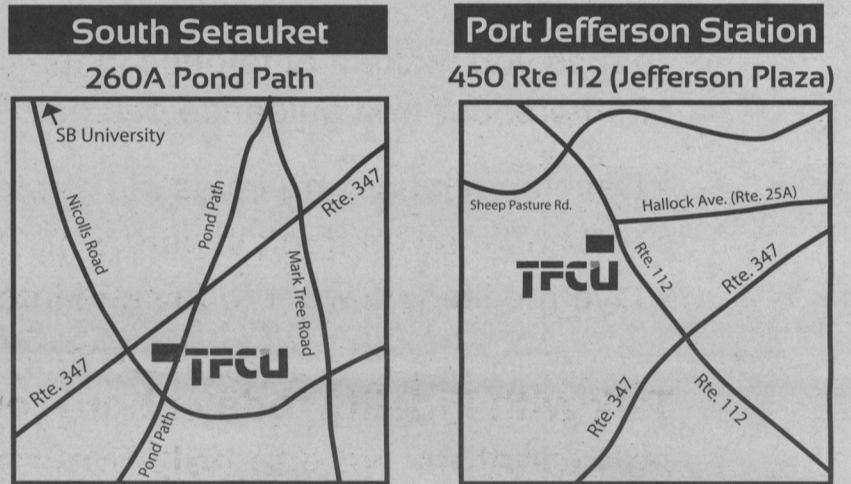 South Setauket
260A Pond Path
SB University
Nicolls Road
Pond Path
Rte. 347
Mark Tree Road
TFCU
Rte. 347
Pond Path
Port Jefferson Station
450 Rte 112 (Jefferson Plaza)
Sheep Pasture Rd.
Hallock Ave. (Rte. 25A)
TFCU
Rte. 112
Rte. 347
Rte. 347
Rte. 112